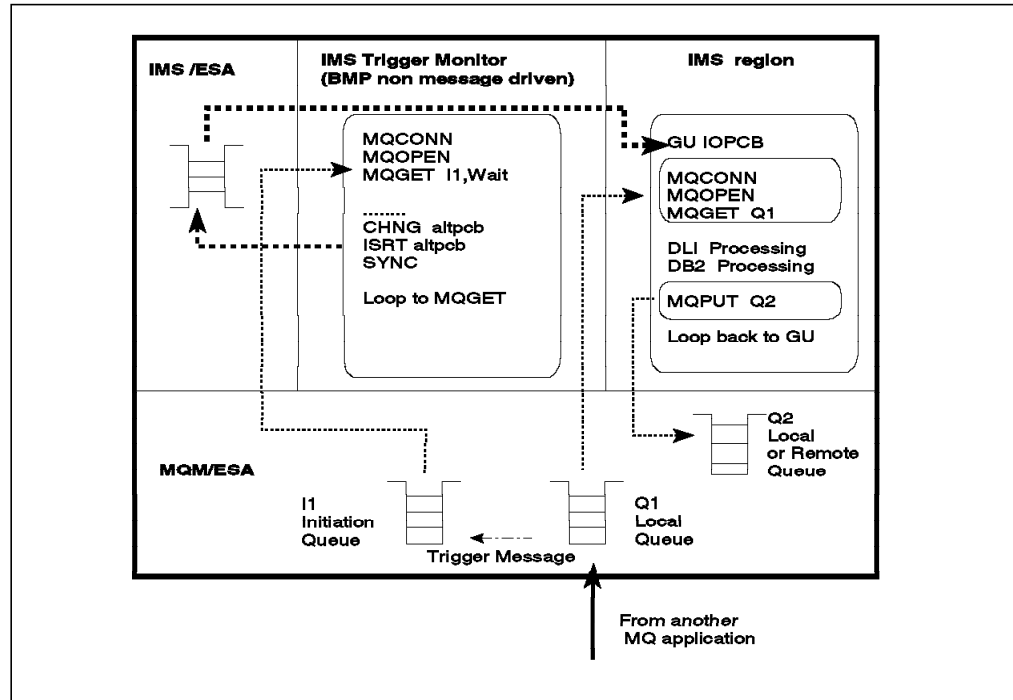 IMS /ESA
IMS Trigger Monitor
(BMP non message driven)
IMS region
MQCONN
MQOPEN
MQGET I1,Wait
CHNG altpcb
ISRT altpcb
SYNC
Loop to MQGET
GU IOPCB
MQCONN
MQOPEN
MQGET Q1
DLI Processing
DB2 Processing
MQPUT Q2
Loop back to GU
MQM/ESA
I1
Initiation
Queue
Trigger Message
Q1
Local
Queue
Q2
Local
or Remote
Queue
From another
MQ application